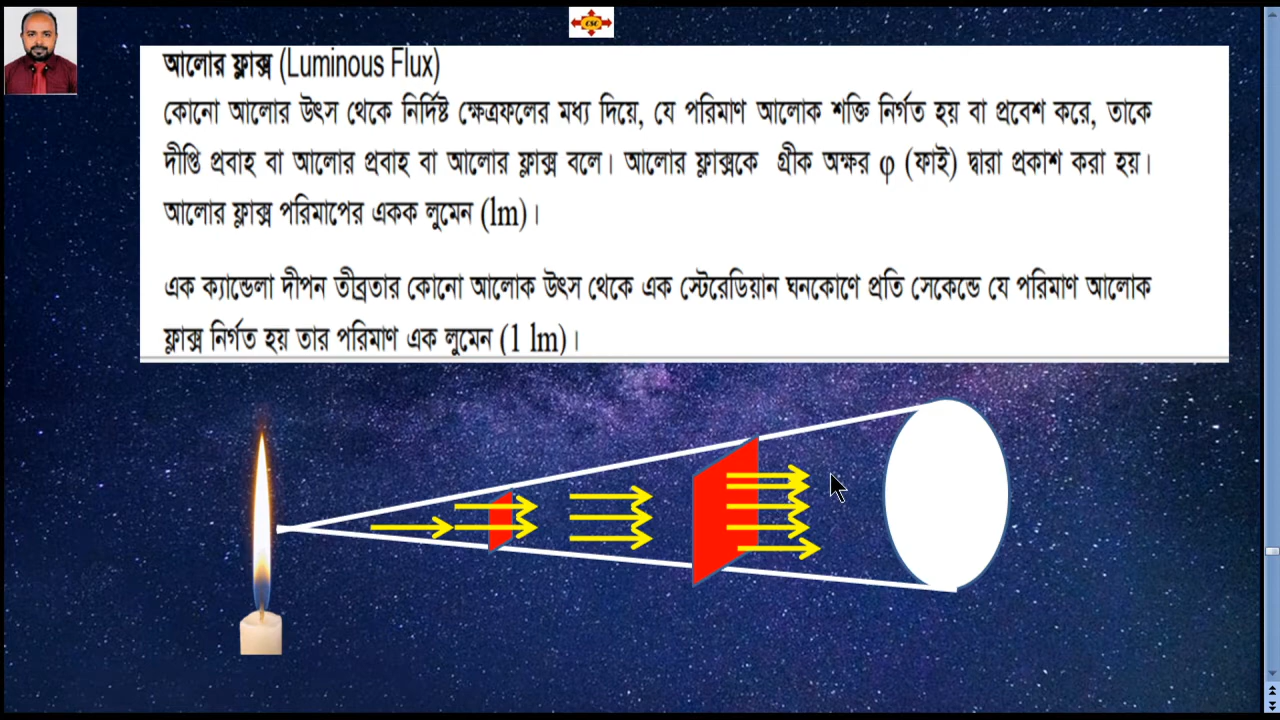 CSC
আলোর ফ্লাক্স (Luminous Flux)
কোনো আলোর উৎস থেকে নির্দিষ্ট ক্ষেত্রফলের মধ্য দিয়ে, যে পরিমাণ আলোক শক্তি নির্গত হয় বা প্রবেশ করে, তাকে
দীপ্তি প্রবাহ বা আলোর প্রবাহ বা আলোর ফ্লাক্স বলে। আলোর ফ্লাক্সকে গ্রীক অক্ষর φ (ফাই) দ্বারা প্রকাশ করা হয়।
আলোর ফ্লাক্স পরিমাপের একক লুমেন (lm)।
এক ক্যান্ডেলা দীপন তীব্রতার কোনো আলোক উৎস থেকে এক স্টেরেডিয়ান ঘনকোণে প্রতি সেকেন্ডে যে পরিমাণ আলোক
ফ্লাক্স নির্গত হয় তার পরিমাণ এক লুমেন (1 lm)।